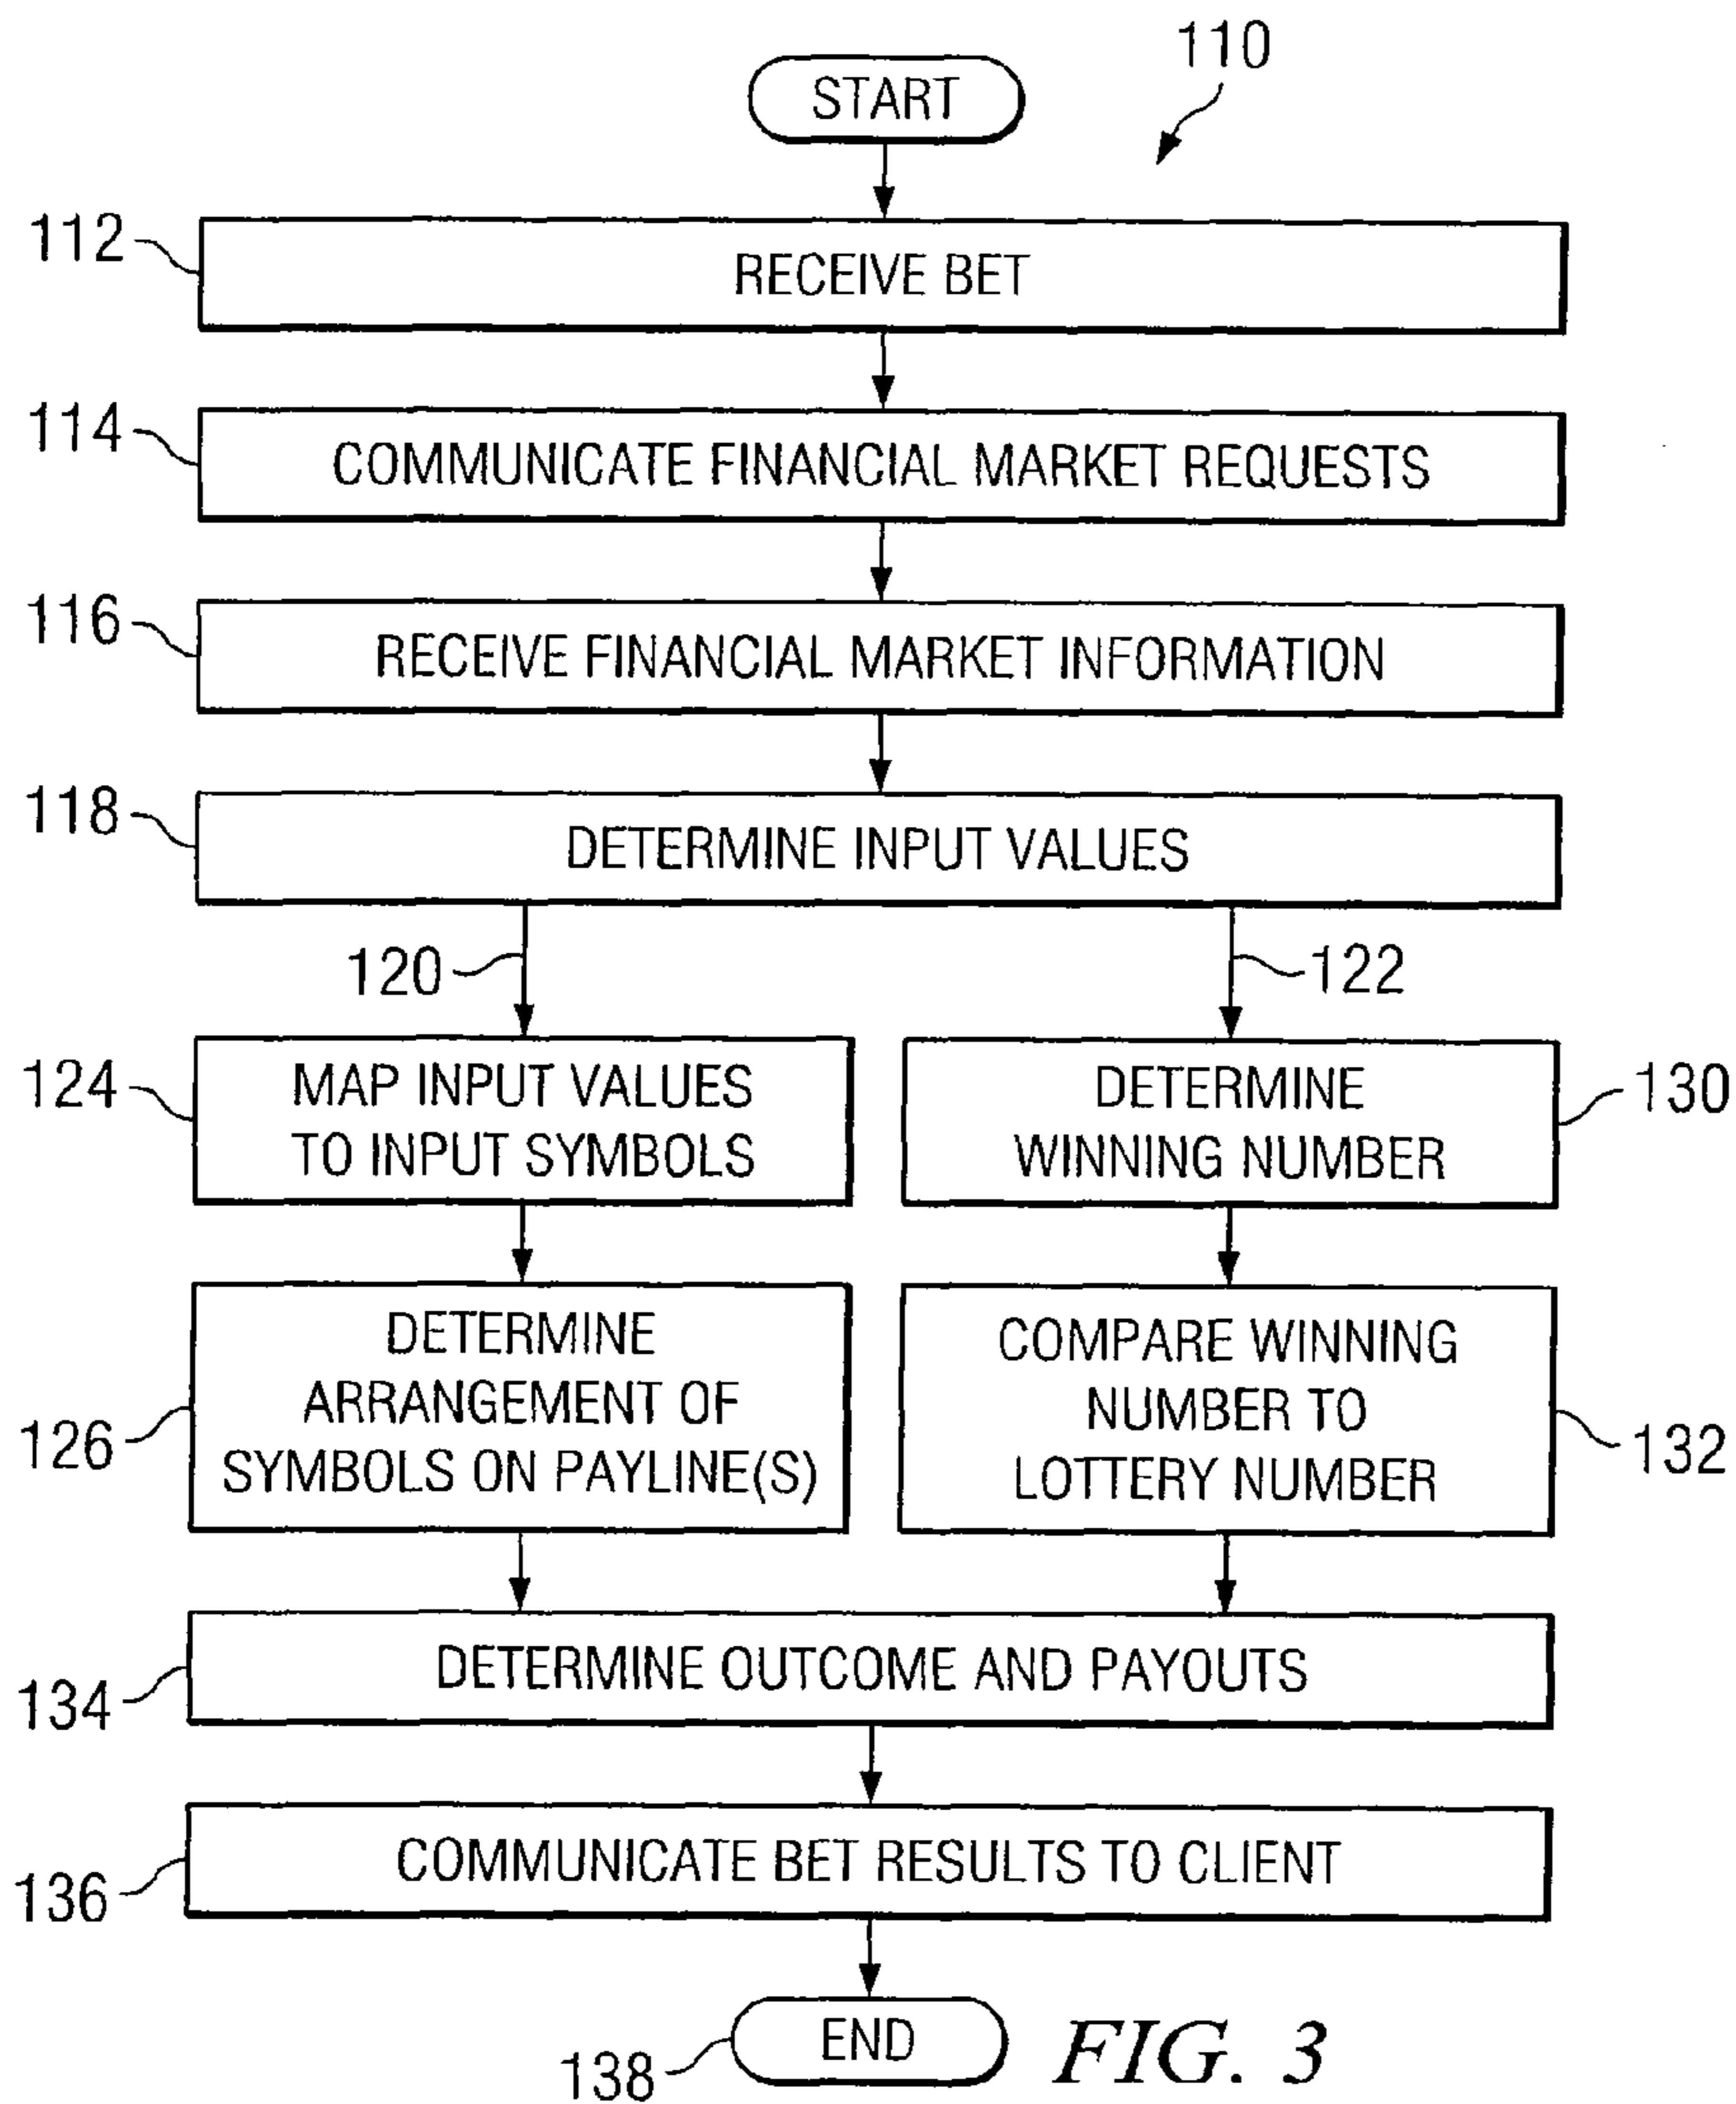 110
START
112
RECEIVE BET
114
COMMUNICATE FINANCIAL MARKET REQUESTS
116
RECEIVE FINANCIAL MARKET INFORMATION
118
DETERMINE INPUT VALUES
120
122
124
MAP INPUT VALUES
TO INPUT SYMBOLS
DETERMINE
WINNING NUMBER
130
126
DETERMINE
ARRANGEMENT OF
SYMBOLS ON PAYLINE(S)
COMPARE WINNING
NUMBER TO
LOTTERY NUMBER
132
134
DETERMINE OUTCOME AND PAYOUTS
136
COMMUNICATE BET RESULTS TO CLIENT
138
END
FIG. 3